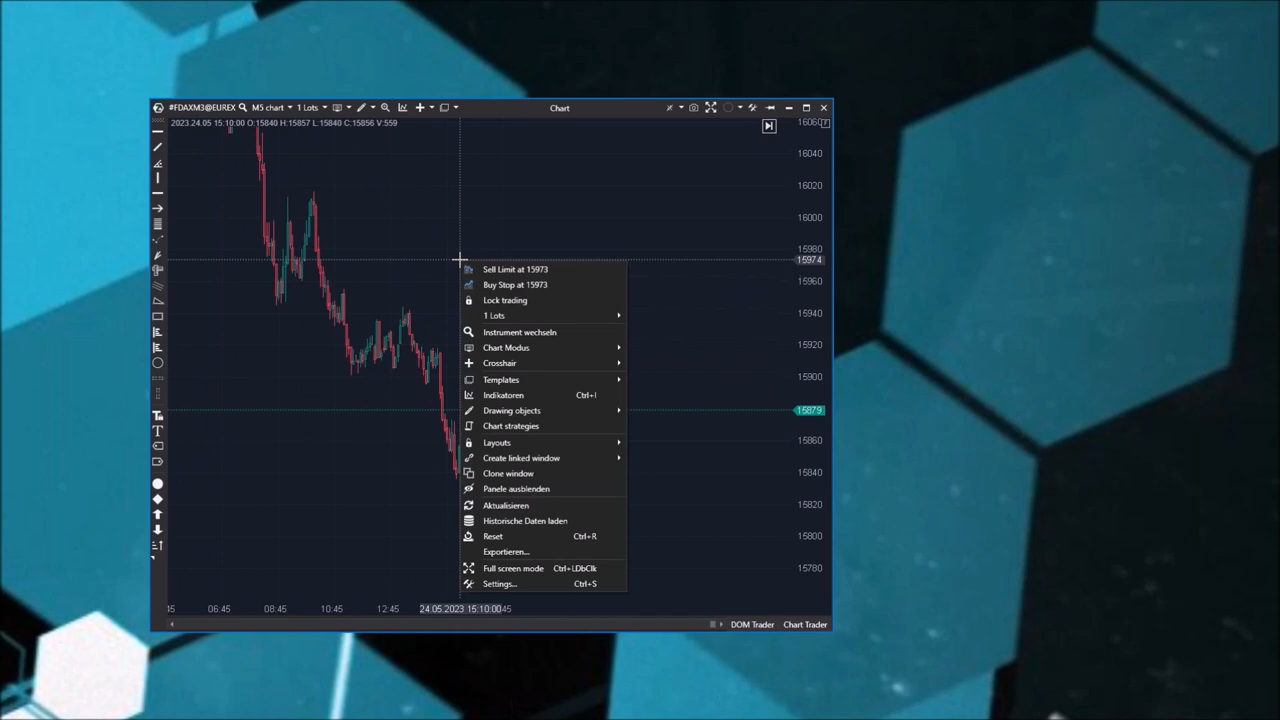 #FDAXM3@EUREX M5 chart 1 Lots Chart
2023.24.05 15:10:00 O:15840 H:15857 L:15840 C:15856 V:559
16040
16020
16000
15980
15974
15960
15940
15920
15900
15879
15860
15840
15820
15800
15780
Sell Limit at 15973
Buy Stop at 15973
Lock trading
1 Lots
Instrument wechseln
Chart Modus
Crosshair
Templates
Indikatoren Ctrl+I
Drawing objects
Chart strategies
Layouts
Create linked window
Clone window
Panele ausblenden
Aktualisieren
Historische Daten laden
Reset Ctrl+R
Exportieren...
Full screen mode Ctrl+LDbClk
Settings... Ctrl+S
06:45 08:45 10:45 12:45 24.05.2023 15:10:00
DOM Trader Chart Trader